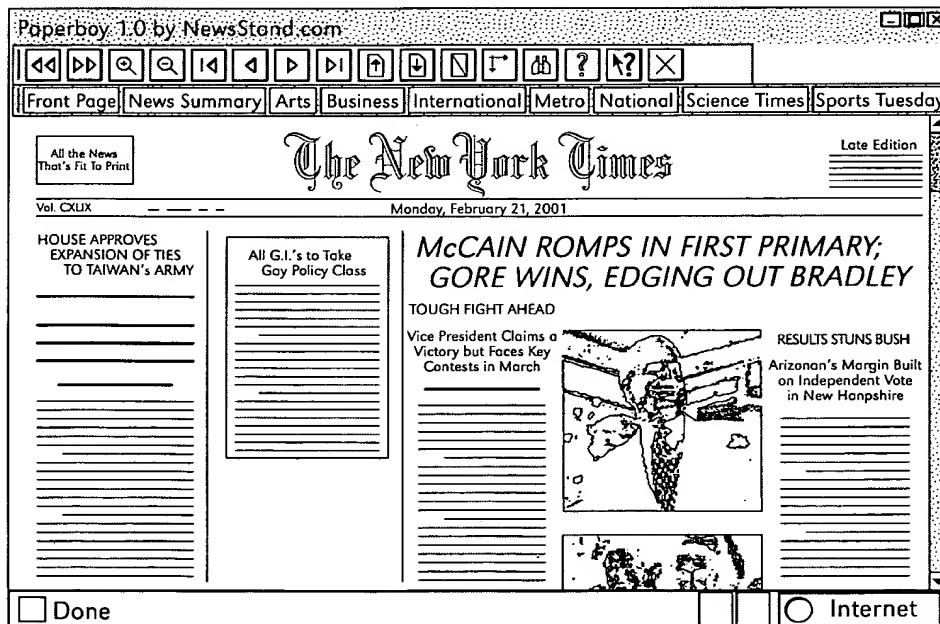 Paperboy 1.0 by NewsStand.com
?
?
Front Page News Summary Arts Business International Metro National Science Times Sports Tuesday
All the News
That's Fit To Print
The New York Times
Late Edition
Vol. CXLIX
Monday, February 21, 2001
HOUSE APPROVES
EXPANSION OF TIES
TO TAIWAN's ARMY
All G.I.'s to Take
Gay Policy Class
McCAIN ROMPS IN FIRST PRIMARY;
GORE WINS, EDGING OUT BRADLEY
TOUGH FIGHT AHEAD
Vice President Claims a
Victory but Faces Key
Contests in March
RESULTS STUNS BUSH
Arizonan's Margin Built
on Independent Vote
in New Hanpshire
Done
Internet